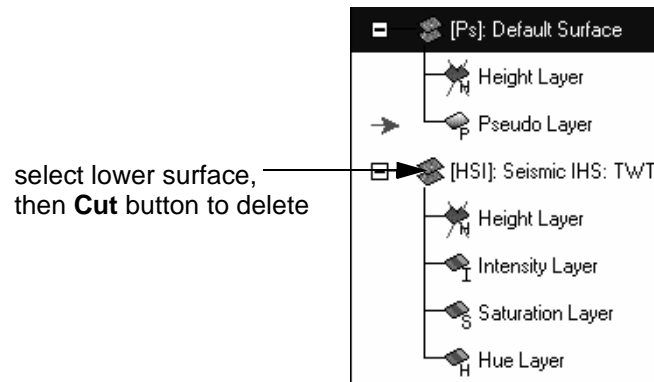 [Ps]: Default Surface
Height Layer
Pseudo Layer
select lower surface,
then Cut button to delete
[HSI]: Seismic IHS: TWT
Height Layer
Intensity Layer
Saturation Layer
Hue Layer